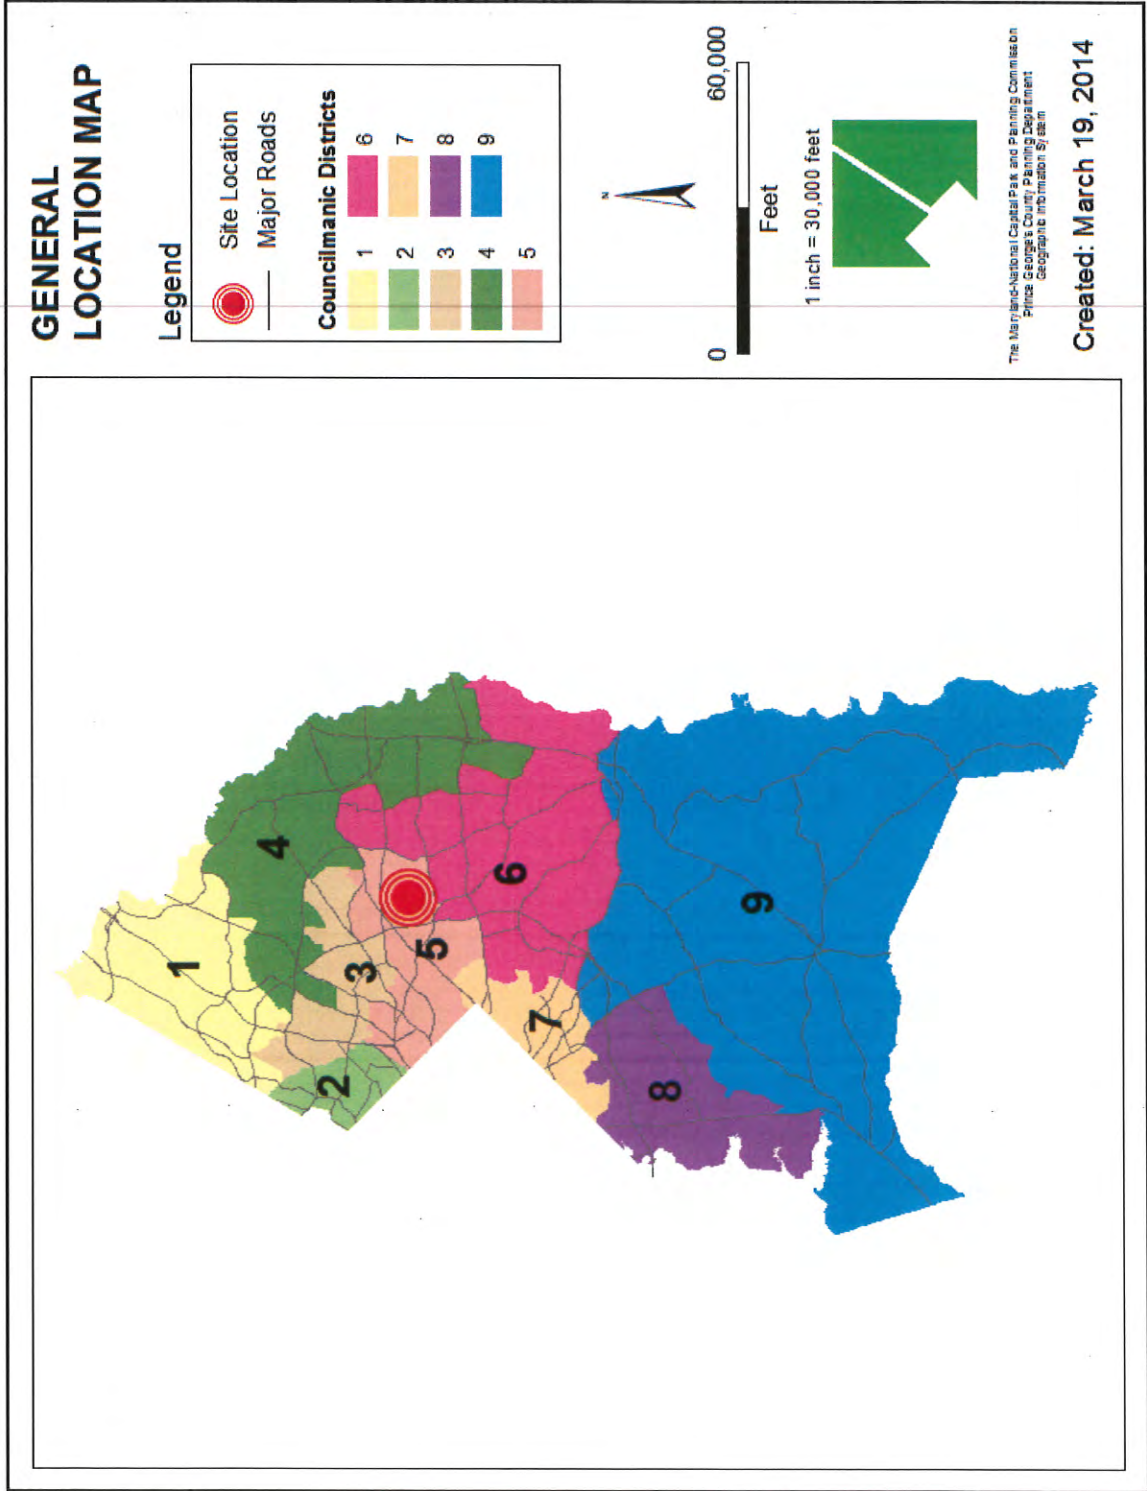 GENERAL
LOCATION MAP
Legend
Site Location
Major Roads
Councilmanic Districts
1
2
3
4
5
6
7
8
9
N
0
60,000
Feet
1 inch = 30,000 feet
The Maryland-National Capital Park and Planning Commission
Prince George's County Planning Department
Geographic Information System
Created: March 19, 2014
1
2
3
4
5
6
7
8
9